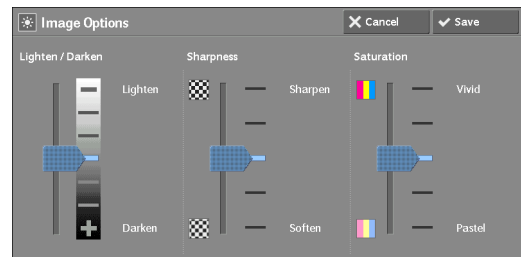 Image Options
Cancel
Save
Lighten / Darken
Sharpness
Saturation
Lighten
Sharpen
Vivid
Darken
Soften
Pastel